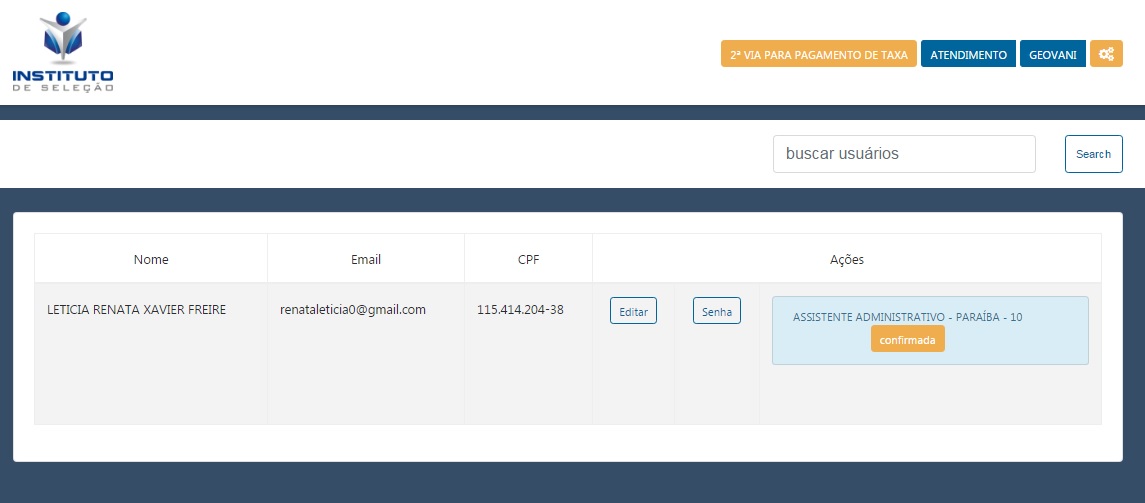 INSTITUTO
DE SELEÇÃO
2ª VIA PARA PAGAMENTO DE TAXA
ATENDIMENTO
GEOVANI
buscar usuários
Search
Nome
Email
CPF
Ações
LETICIA RENATA XAVIER FREIRE
renataleticia0@gmail.com
115.414.204-38
Editar
Senha
ASSISTENTE ADMINISTRATIVO - PARAÍBA - 10
confirmada